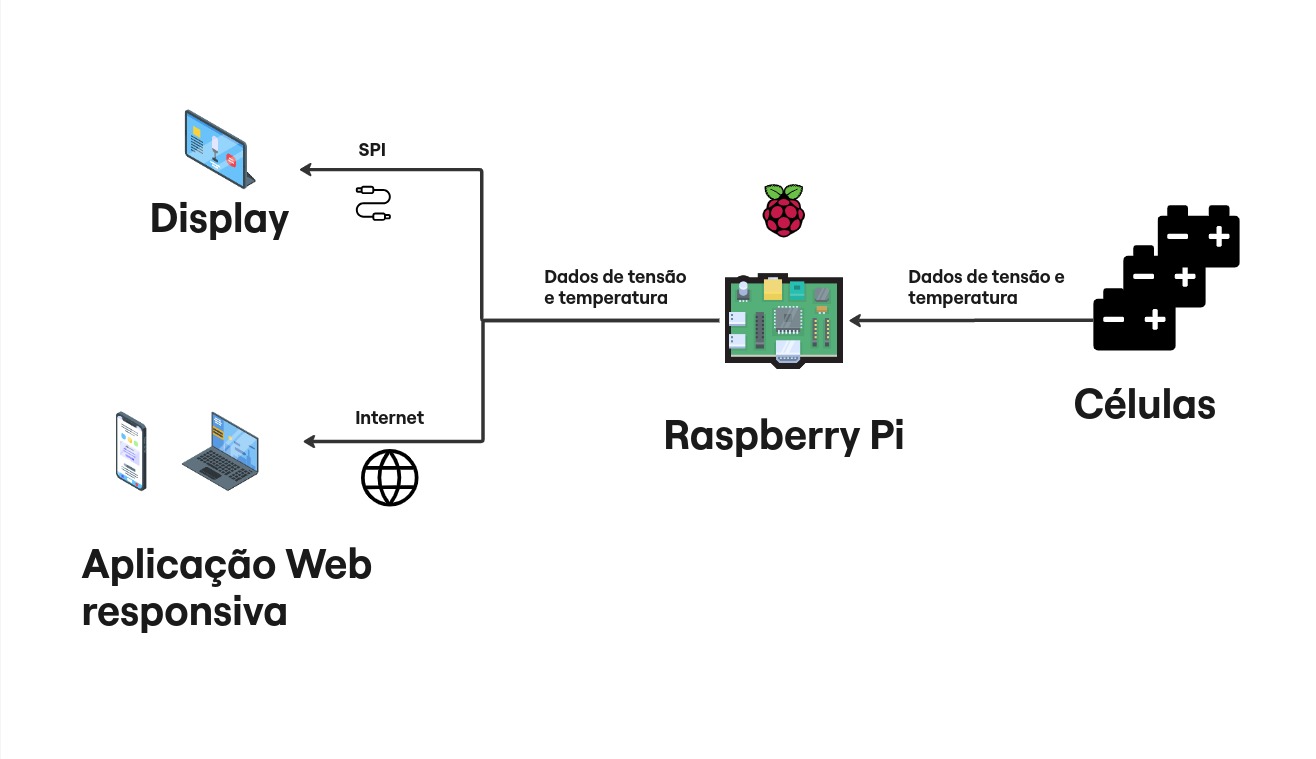 SPI
Display
Dados de tensão
e temperatura
Dados de tensão e
temperatura
Células
Raspberry Pi
Internet
Aplicação Web
responsiva